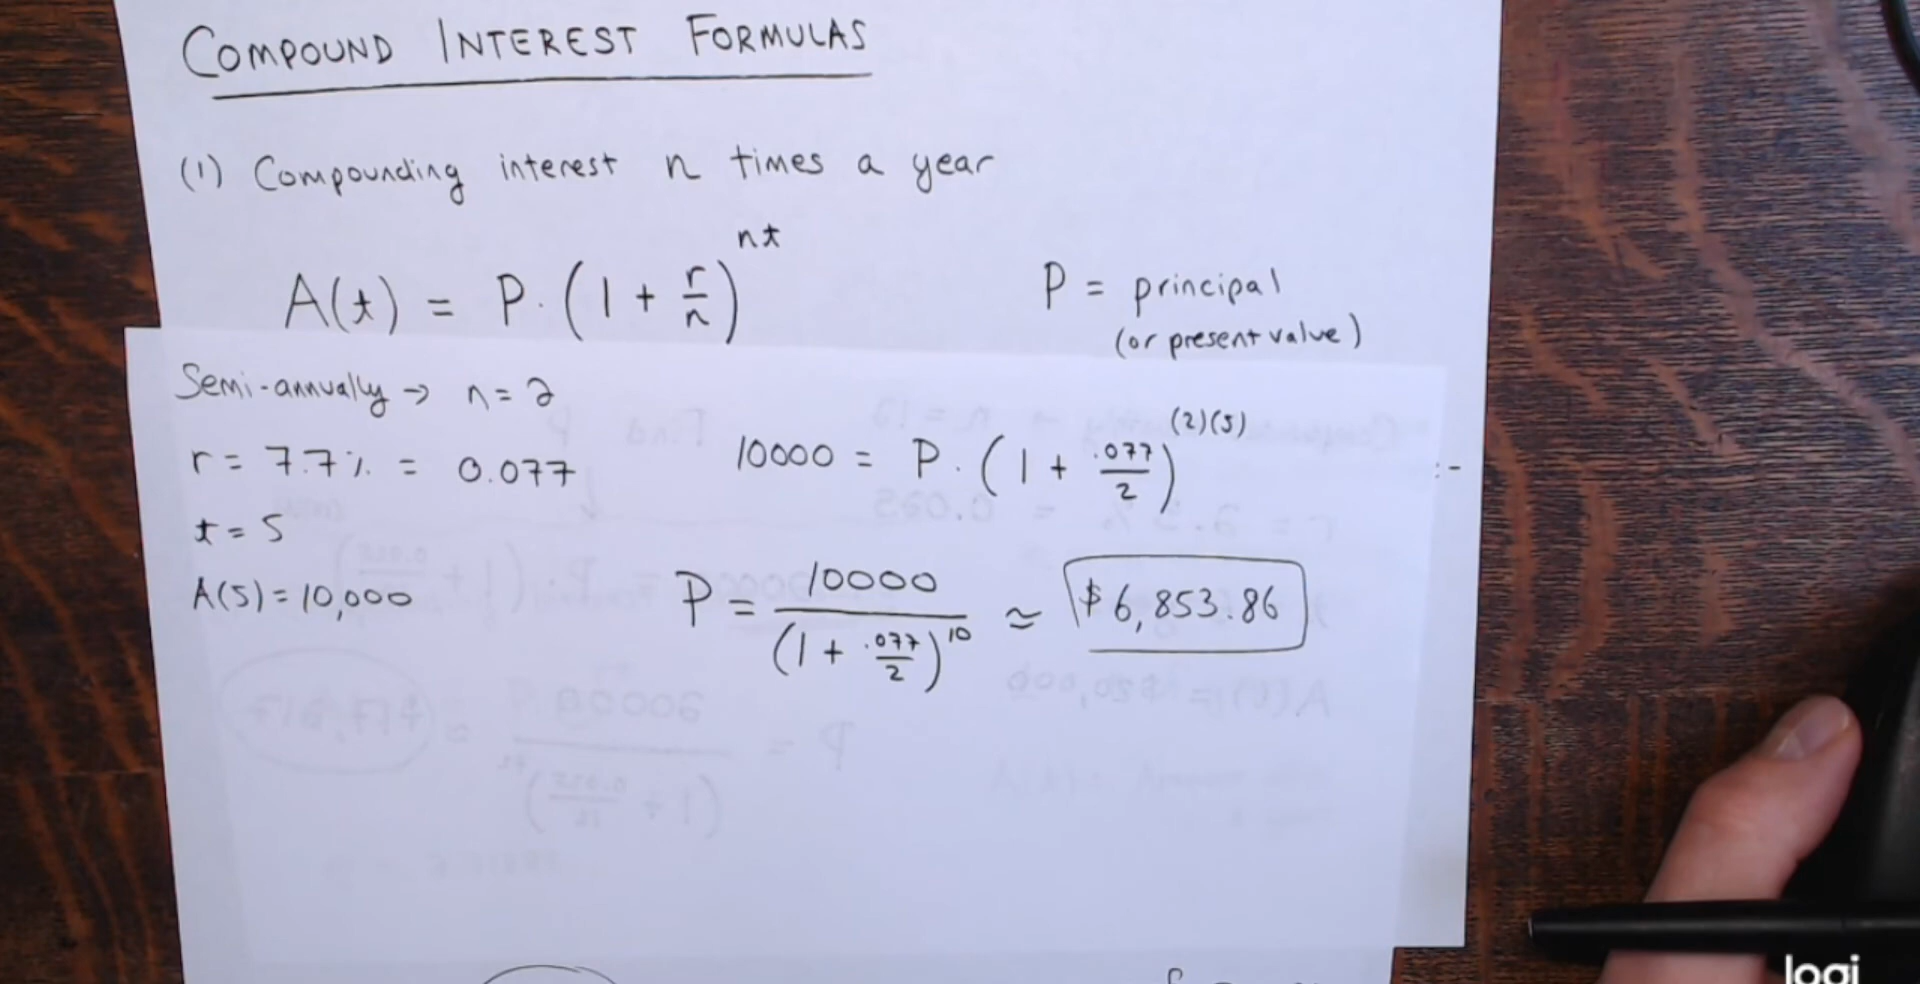 COMPOUND INTEREST FORMULAS
(1) Compounding interest n times a year
A(t) = P · (1 + r/n)^nt
P = principal
(or present value)
Semi-annually → n = 2
r = 7.7% = 0.077
t = 5
A(5) = 10,000
10000 = P · (1 + .077/2)^(2)(5)
P = 10000/(1 + .077/2)^10 ≈ $6,853.86
logi